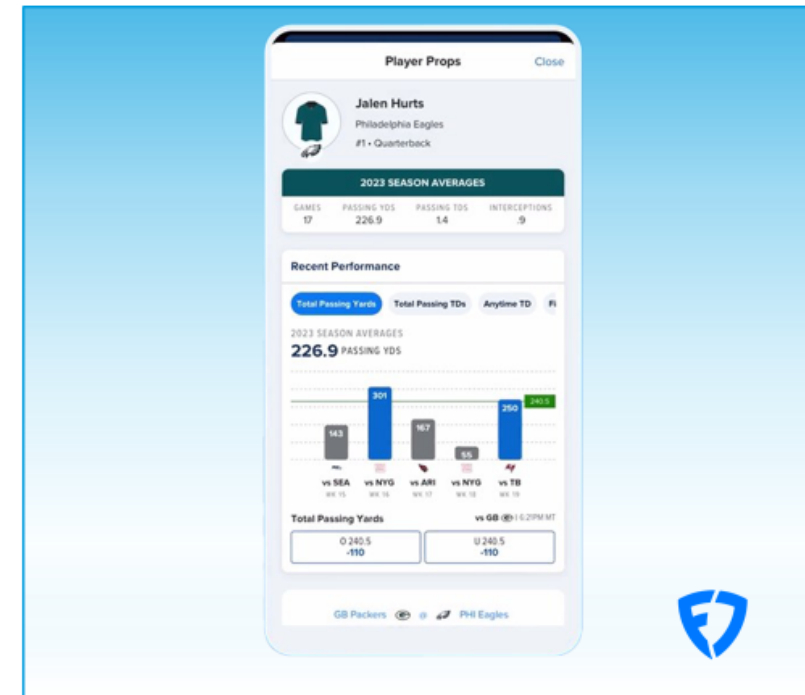 Player Props
Close
Jalen Hurts
Philadelphia Eagles
#1 • Quarterback
2023 SEASON AVERAGES
GAMES PASSING YDS PASSING TDS INTERCEPTIONS
17 226.9 1.4 .9
Recent Performance
Total Passing Yards Total Passing TDs Anytime TD Fi
2023 SEASON AVERAGES
226.9 PASSING YDS
240.5
143 301 167 55 250
vs SEA vs NYG vs ARI vs NYG vs TB
WK 15 WK 16 WK 17 WK 18 WK 19
Total Passing Yards vs GB | 6:21PM MT
O 240.5 U 240.5
-110 -110
GB Packers @ PHI Eagles